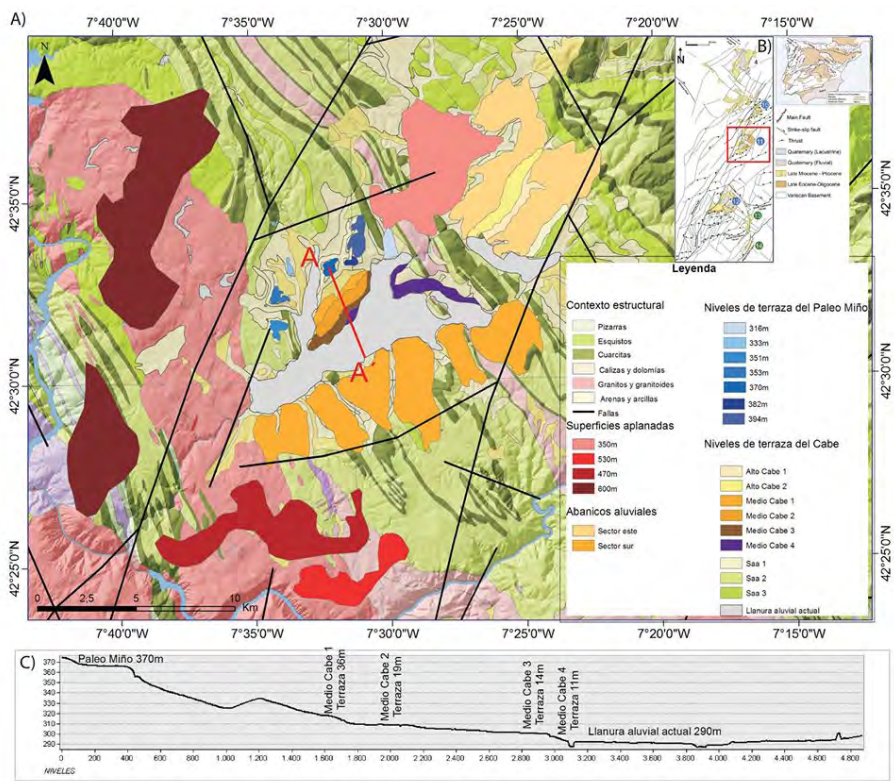 A)
7°40'0"W
7°35'0"W
7°30'0"W
7°25'0"W
7°20'0"W
7°15'0"W
N
B)
N
Main Fault
Strike-slip fault
Thrust
Quaternary (Lacustrine)
Quaternary (Fluvial)
Late Miocene - Pliocene
Late Eocene-Oligocene
Variscan Basement
42°35'0"N
42°35'0"N
A
A´
42°30'0"N
42°30'0"N
42°25'0"N
42°25'0"N
Leyenda
Contexto estructural
Pizarras
Esquistos
Cuarcitas
Calizas y dolomías
Granitos y granitoides
Arenas y arcillas
Fallas
Superficies aplanadas
350m
530m
470m
600m
Abanicos aluviales
Sector este
Sector sur
Niveles de terraza del Paleo Miño
316m
333m
351m
353m
370m
382m
394m
Niveles de terraza del Cabe
Alto Cabe 1
Alto Cabe 2
Medio Cabe 1
Medio Cabe 2
Medio Cabe 3
Medio Cabe 4
Saa 1
Saa 2
Saa 3
Llanura aluvial actual
0 2,5 5 10
Km
7°40'0"W
7°35'0"W
7°30'0"W
7°25'0"W
7°20'0"W
7°15'0"W
C)
Paleo Miño 370m
Medio Cabe 1
Terraza 36m
Medio Cabe 2
Terraza 19m
Medio Cabe 3
Terraza 14m
Medio Cabe 4
Terraza 11m
Llanura aluvial actual 290m
370
360
350
340
330
320
310
300
290
0 200 400 600 800 1.000 1.200 1.400 1.600 1.800 2.000 2.200 2.400 2.600 2.800 3.000 3.200 3.400 3.600 3.800 4.000 4.200 4.400 4.600 4.800
NIVELES